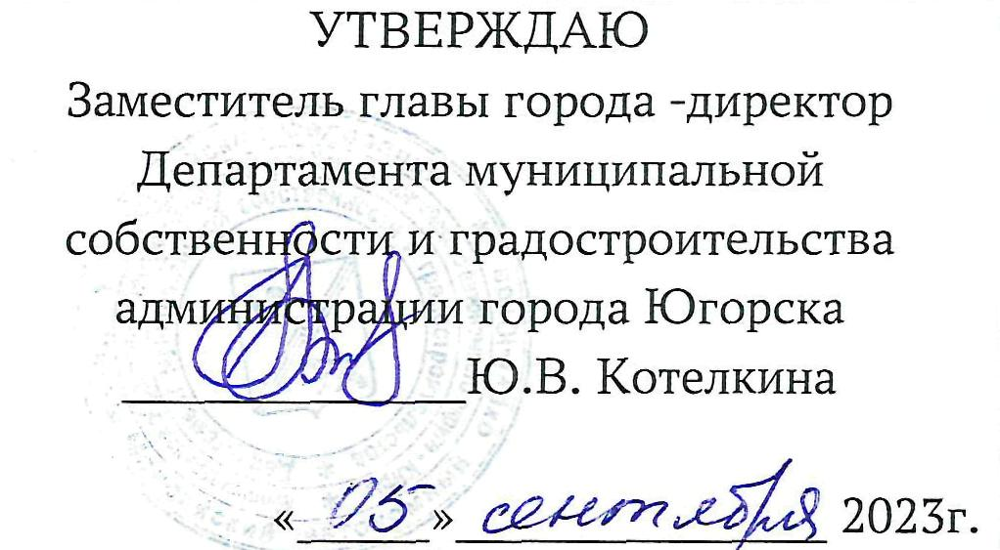 УТВЕРЖДАЮ
Заместитель главы города -директор
Департамента муниципальной
собственности и градостроительства
администрации города Югорска
Ю.В. Котелкина
«05» сентября 2023г.